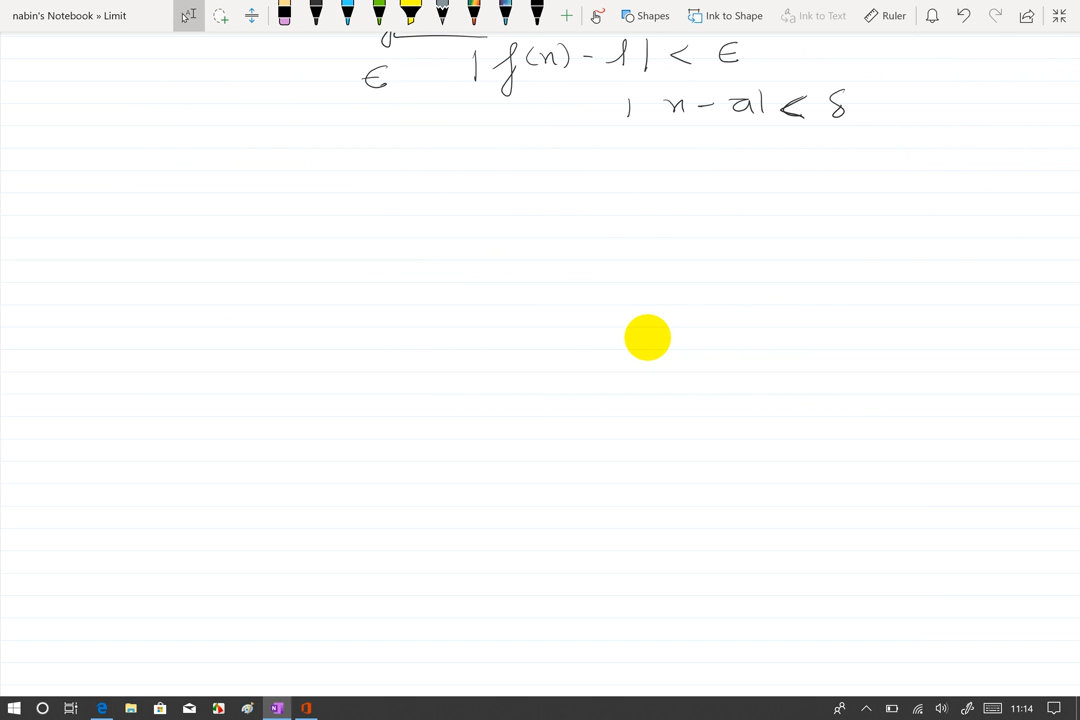 nabin's Notebook » Limit
Shapes Ink to Shape Ink to Text Ruler
| f(x) - l | < ∈
∈
| x - a| < δ
11:14